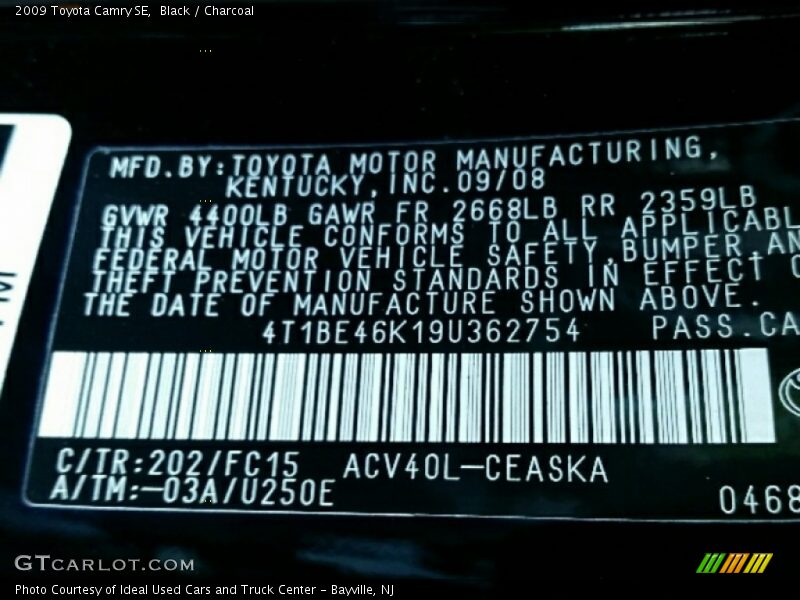 2009 Toyota Camry SE,  Black / Charcoal
MFD.BY:TOYOTA MOTOR MANUFACTURING,
KENTUCKY,INC.09/08
GVWR 4400LB GAWR FR 2668LB RR 2359LB
THIS VEHICLE CONFORMS TO ALL APPLICABL
FEDERAL MOTOR VEHICLE SAFETY,BUMPER,AN
THEFT PREVENTION STANDARDS IN EFFECT O
THE DATE OF MANUFACTURE SHOWN ABOVE.
4T1BE46K19U362754 PASS.CA
C/TR:202/FC15 ACV40L-CEASKA
A/TM:-03A/U250E
0468
GTCARLOT.COM
Photo Courtesy of Ideal Used Cars and Truck Center - Bayville, NJ